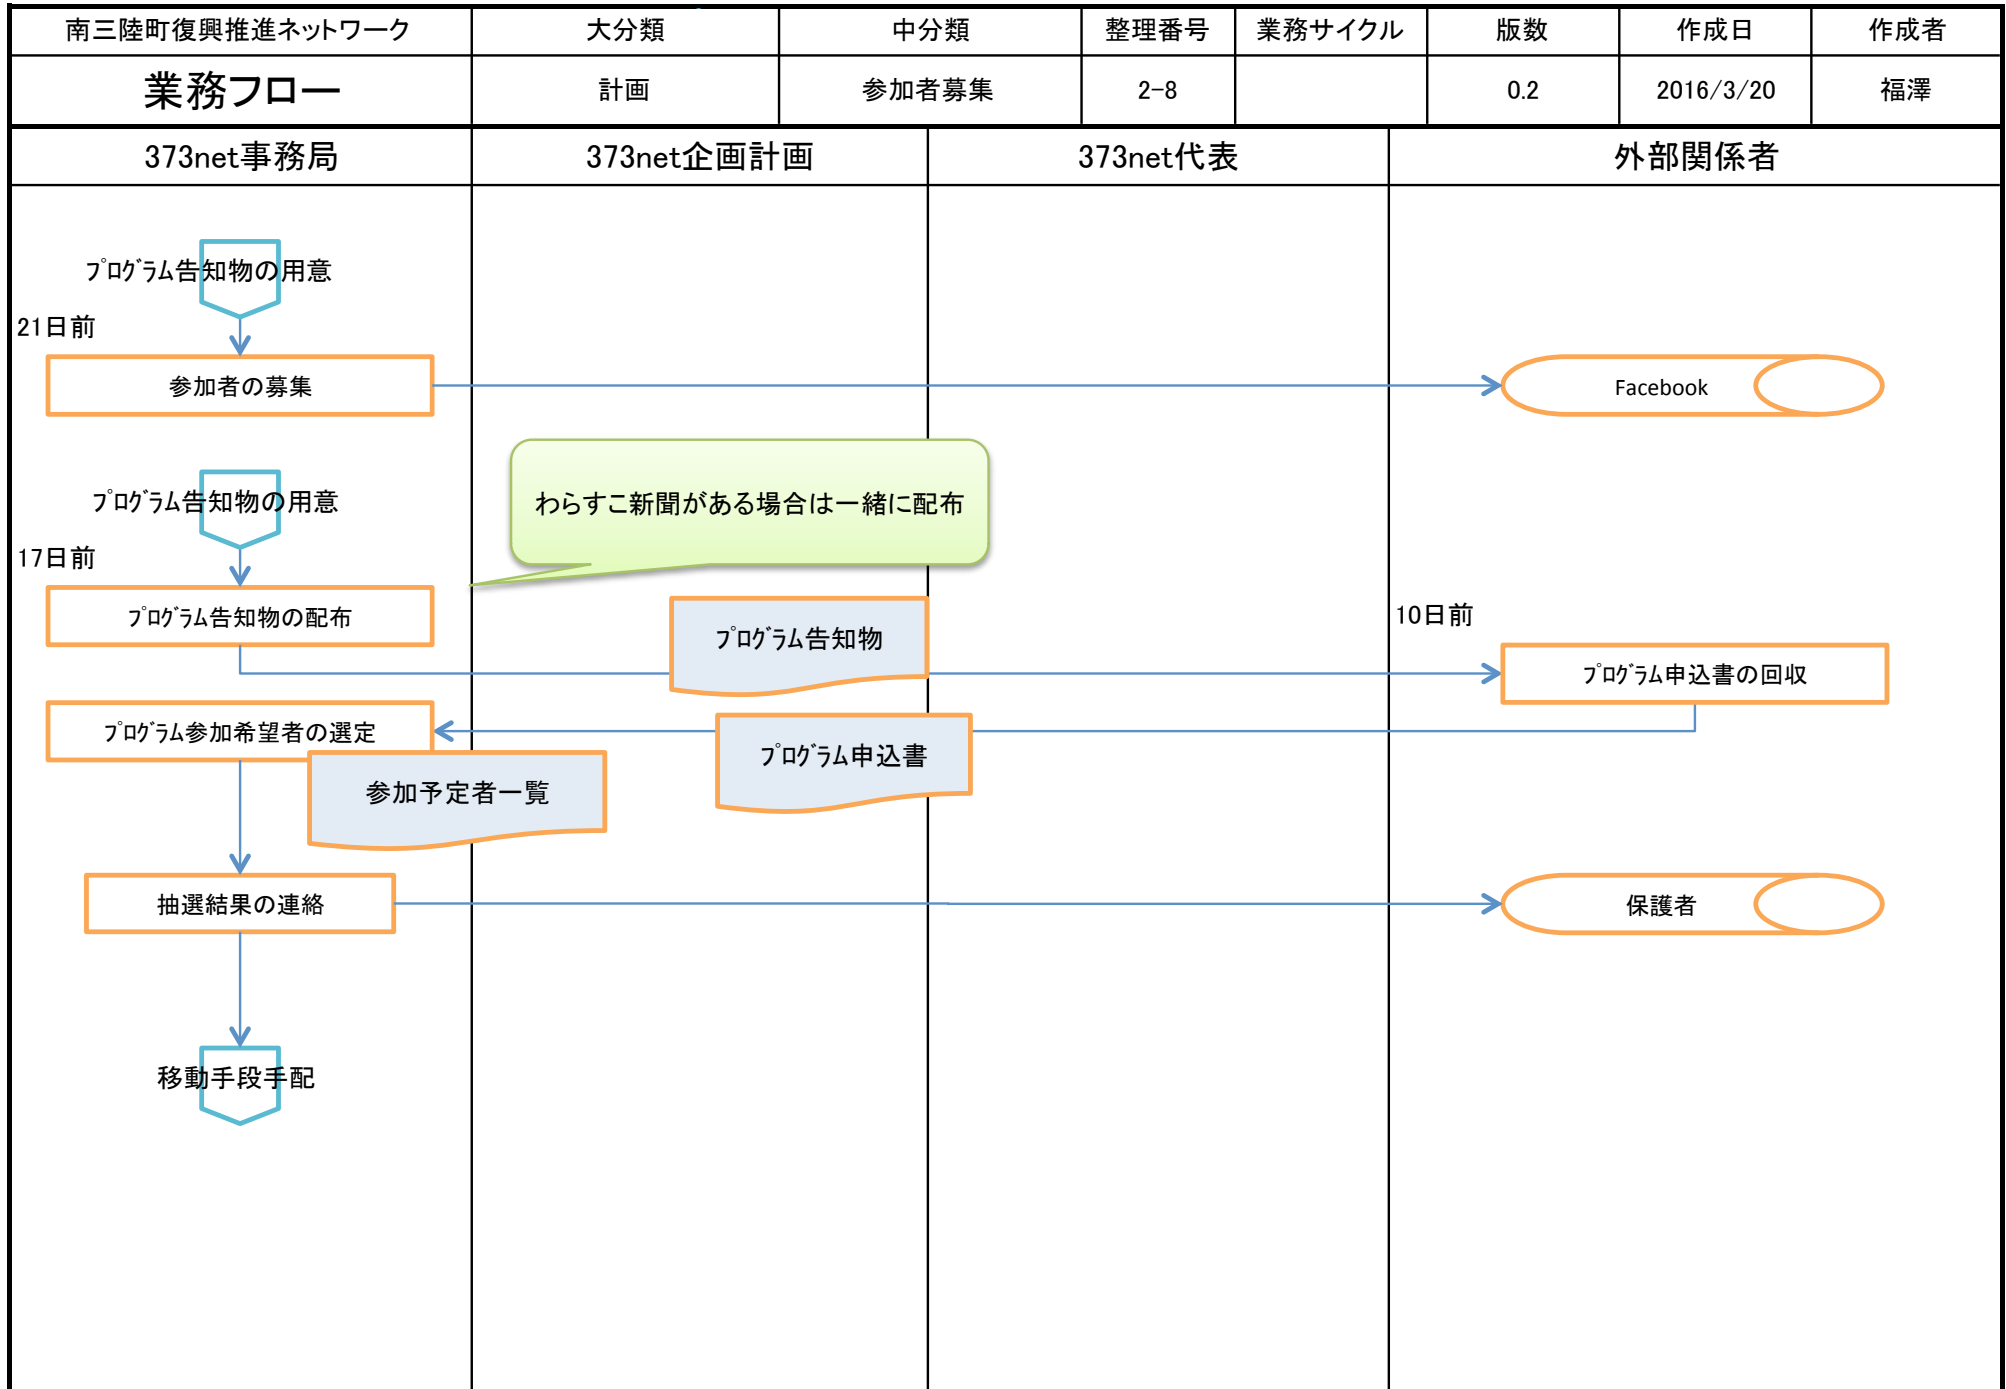 南三陸町復興推進ネットワーク 大分類 中分類 整理番号 業務サイクル 版数 作成日 作成者
業務フロー 計画 参加者募集 2-8 0.2 2016/3/20 福澤
373net事務局 373net企画計画 373net代表 外部関係者
ﾌﾟﾛｸﾞﾗﾑ告知物の用意
21日前
参加者の募集 Facebook
わらすこ新聞がある場合は一緒に配布
ﾌﾟﾛｸﾞﾗﾑ告知物の用意
17日前
ﾌﾟﾛｸﾞﾗﾑ告知物の配布
ﾌﾟﾛｸﾞﾗﾑ告知物
10日前
ﾌﾟﾛｸﾞﾗﾑ申込書の回収
ﾌﾟﾛｸﾞﾗﾑ参加希望者の選定
ﾌﾟﾛｸﾞﾗﾑ申込書
参加予定者一覧
抽選結果の連絡 保護者
移動手段手配